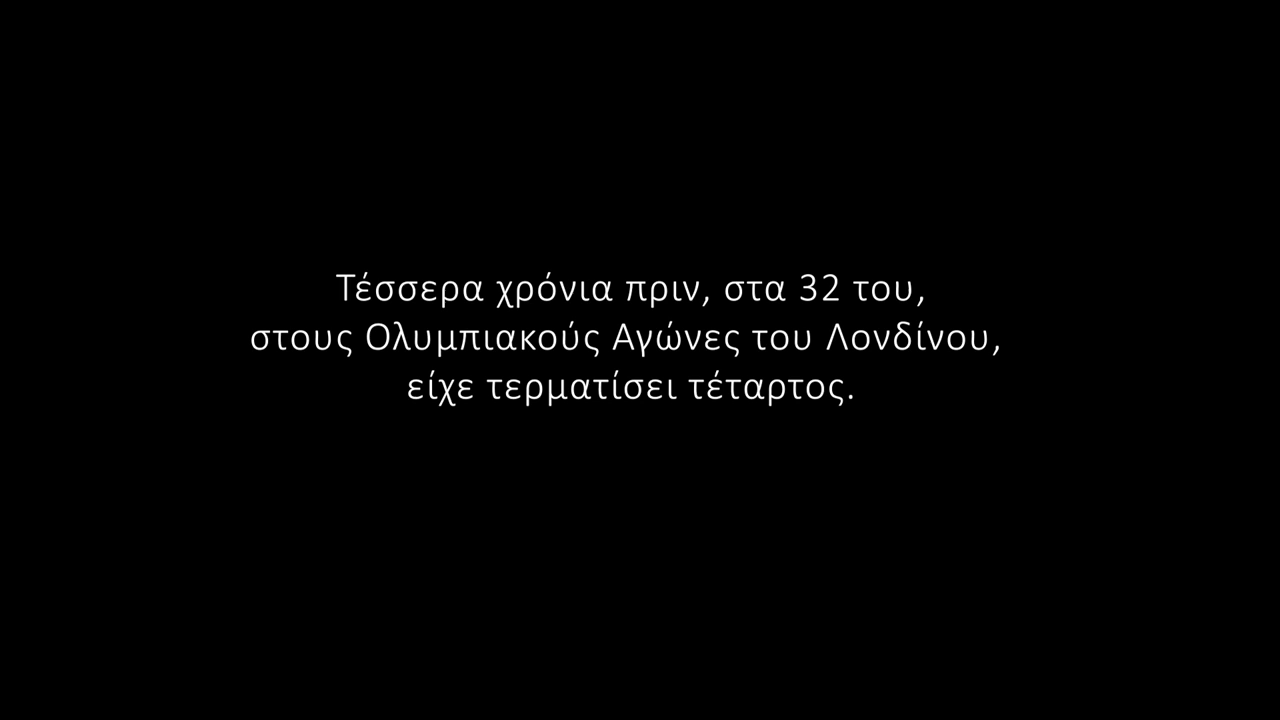 Τέσσερα χρόνια πριν, στα 32 του,
στους Ολυμπιακούς Αγώνες του Λονδίνου,
είχε τερματίσει τέταρτος.